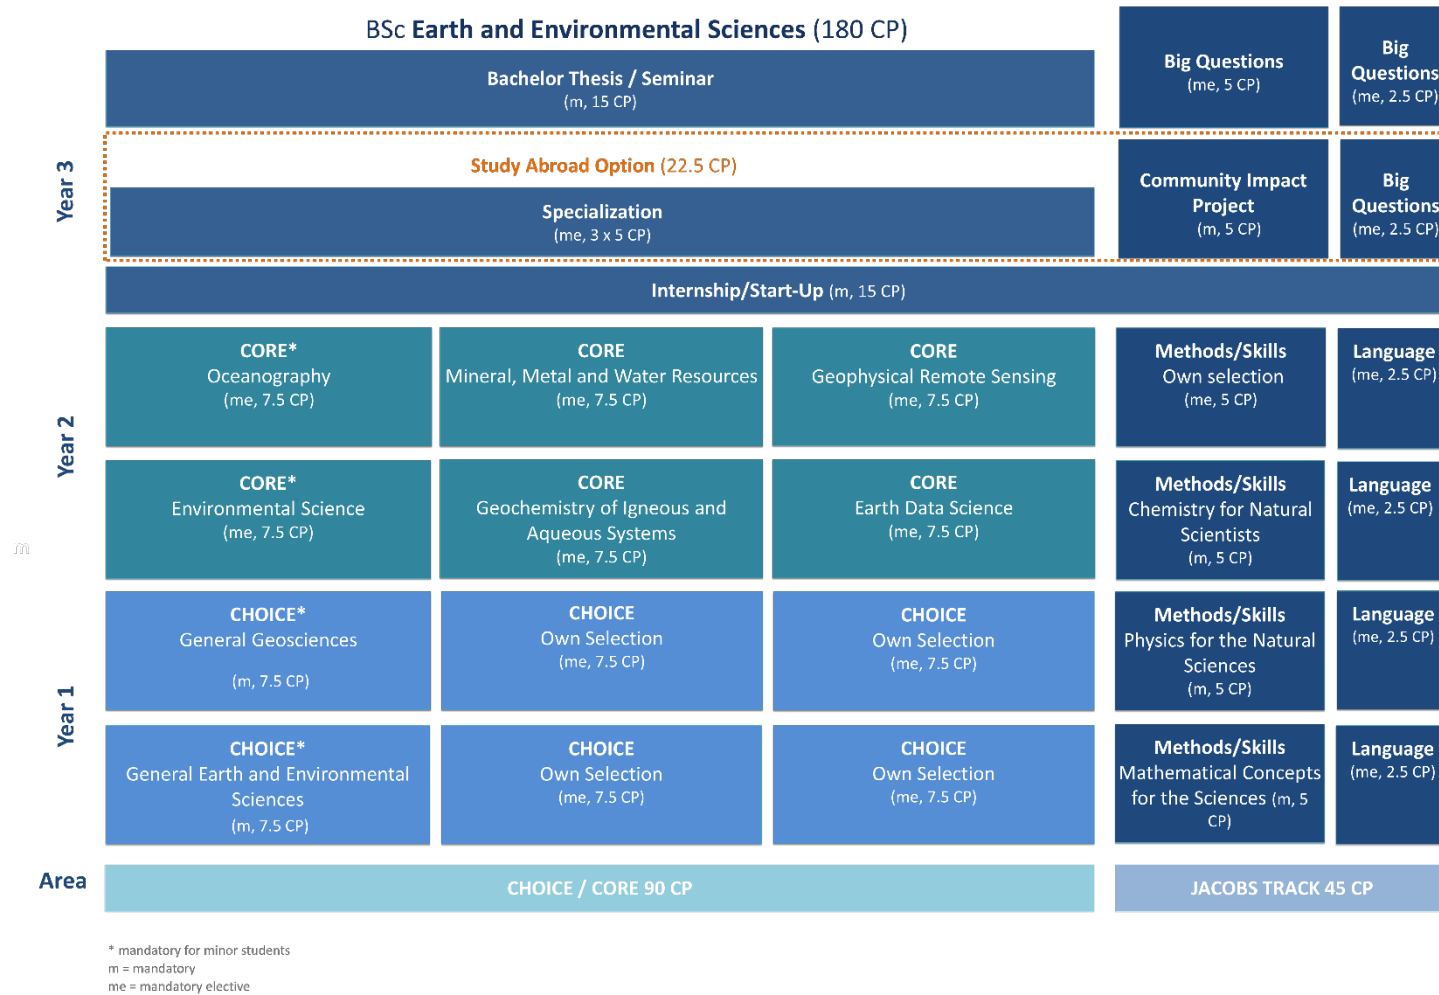 BSc Earth and Environmental Sciences (180 CP)
Bachelor Thesis / Seminar
(m, 15 CP)
Big Questions
(me, 5 CP)
Big
Questions
(me, 2.5 CP)
Year 3
Study Abroad Option (22.5 CP)
Specialization
(me, 3 x 5 CP)
Community Impact
Project
(m, 5 CP)
Big
Questions
(me, 2.5 CP)
Internship/Start-Up (m, 15 CP)
Year 2
CORE*
Oceanography
(me, 7.5 CP)
CORE
Mineral, Metal and Water Resources
(me, 7.5 CP)
CORE
Geophysical Remote Sensing
(me, 7.5 CP)
Methods/Skills
Own selection
(me, 5 CP)
Language
(me, 2.5 CP)
CORE*
Environmental Science
(me, 7.5 CP)
CORE
Geochemistry of Igneous and
Aqueous Systems
(me, 7.5 CP)
CORE
Earth Data Science
(me, 7.5 CP)
Methods/Skills
Chemistry for Natural
Scientists
(m, 5 CP)
Language
(me, 2.5 CP)
m
Year 1
CHOICE*
General Geosciences
(m, 7.5 CP)
CHOICE
Own Selection
(me, 7.5 CP)
CHOICE
Own Selection
(me, 7.5 CP)
Methods/Skills
Physics for the Natural
Sciences
(m, 5 CP)
Language
(me, 2.5 CP)
CHOICE*
General Earth and Environmental
Sciences
(m, 7.5 CP)
CHOICE
Own Selection
(me, 7.5 CP)
CHOICE
Own Selection
(me, 7.5 CP)
Methods/Skills
Mathematical Concepts
for the Sciences (m, 5
CP)
Language
(me, 2.5 CP)
Area
CHOICE / CORE 90 CP
JACOBS TRACK 45 CP
* mandatory for minor students
m = mandatory
me = mandatory elective